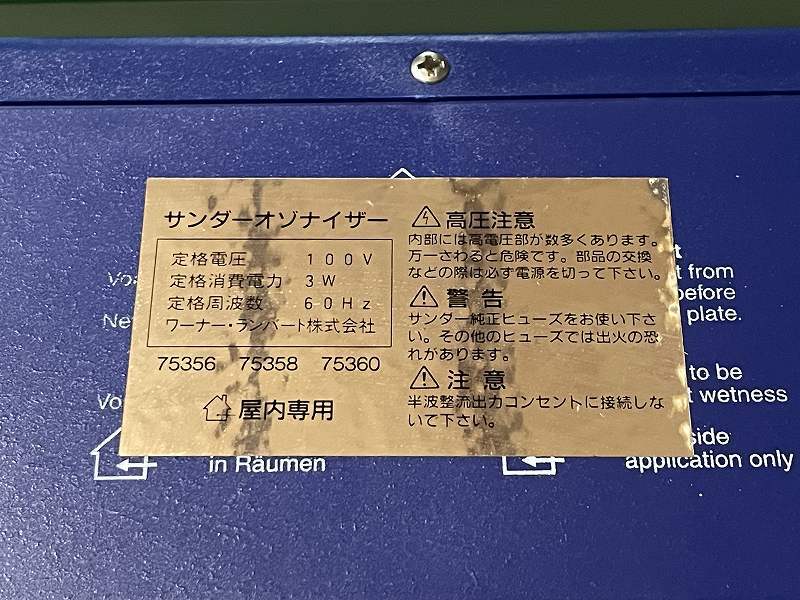 サンダーオゾナイザー
定格電圧 100V
定格消費電力 3W
定格周波数 60Hz
ワーナー・ランバート株式会社
75356 75358 75360
屋内専用
高圧注意
内部には高電圧部が数多くあります。
万一さわると危険です。部品の交換
などの際は必ず電源を切って下さい。
警告
サンダー純正ヒューズをお使い下さ
い。その他のヒューズでは出火の恐
れがあります。
注意
半波整流出力コンセントに接続しな
いで下さい。
in Räumen
from
before
plate.
to be
wetness
application only